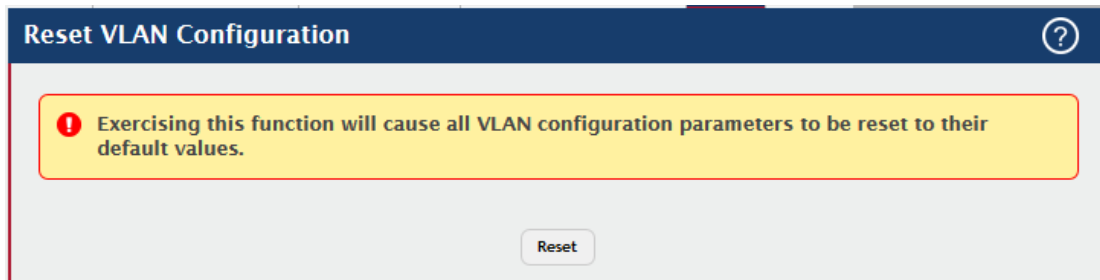 Reset VLAN Configuration
?
!
Exercising this function will cause all VLAN configuration parameters to be reset to their
default values.
Reset